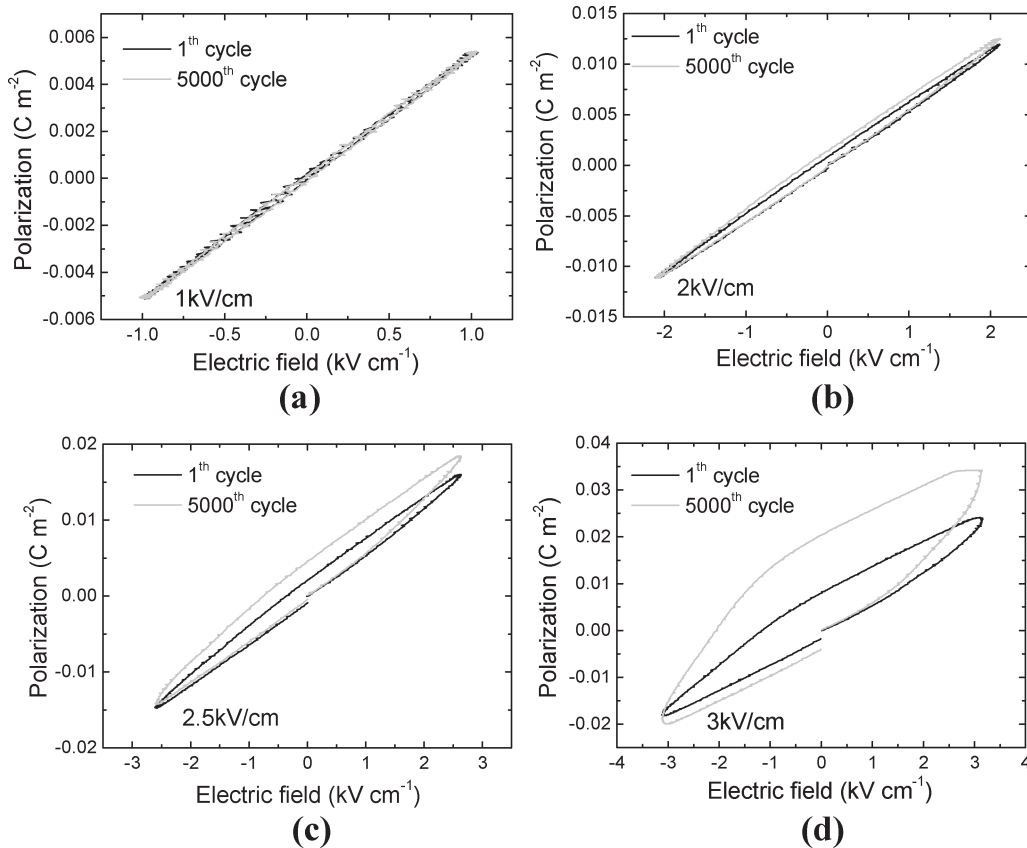 0.006
0.004
0.002
0.000
-0.002
-0.004
-0.006
Polarization (C m⁻²)
1ᵗʰ cycle
5000ᵗʰ cycle
1kV/cm
-1.0 -0.5 0.0 0.5 1.0
Electric field (kV cm⁻¹)
(a)
0.015
0.010
0.005
0.000
-0.005
-0.010
-0.015
Polarization (C m⁻²)
1ᵗʰ cycle
5000ᵗʰ cycle
2kV/cm
-2 -1 0 1 2
Electric field (kV cm⁻¹)
(b)
0.02
0.01
0.00
-0.01
-0.02
Polarization (C m⁻²)
1ᵗʰ cycle
5000ᵗʰ cycle
2.5kV/cm
-3 -2 -1 0 1 2 3
Electric field (kV cm⁻¹)
(c)
0.04
0.03
0.02
0.01
0.00
-0.01
-0.02
Polarization (C m⁻²)
1ᵗʰ cycle
5000ᵗʰ cycle
3kV/cm
-4 -3 -2 -1 0 1 2 3 4
Electric field (kV cm⁻¹)
(d)